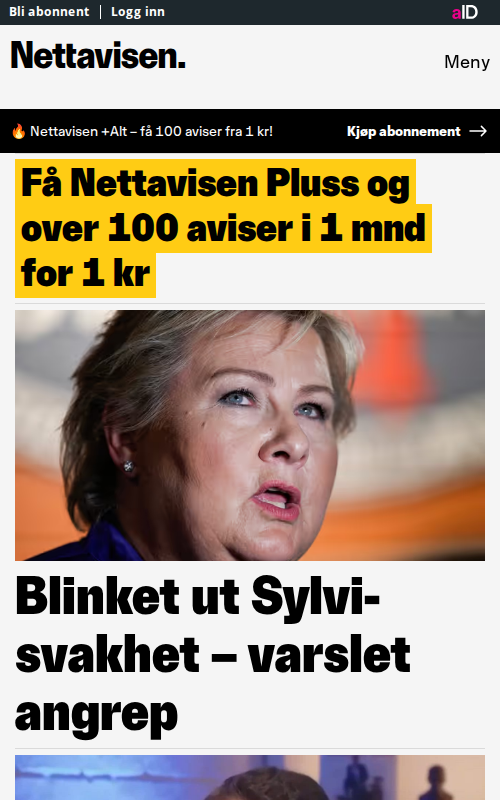 Bli abonnent | Logg inn
aID
Nettavisen.
Meny
🔥 Nettavisen +Alt – få 100 aviser fra 1 kr!
Kjøp abonnement →
Få Nettavisen Pluss og
over 100 aviser i 1 mnd
for 1 kr
Blinket ut Sylvi-
svakhet – varslet
angrep